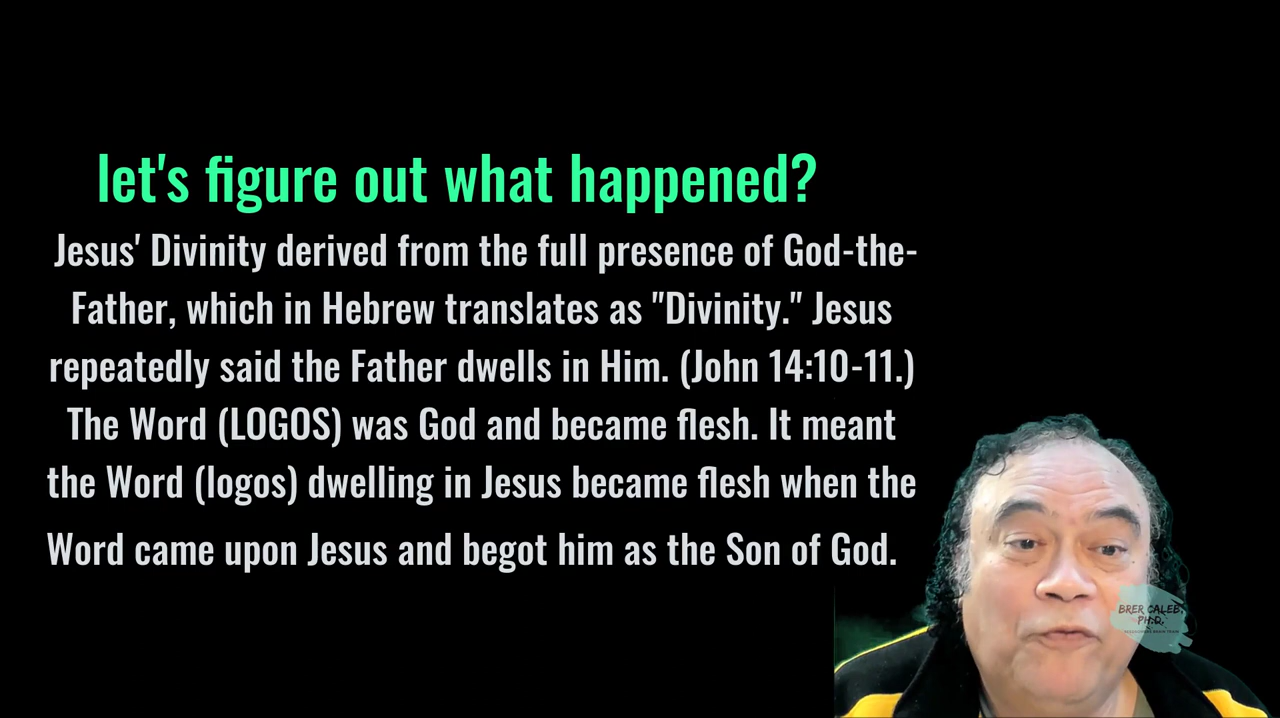 let's figure out what happened?
Jesus' Divinity derived from the full presence of God-the-
Father, which in Hebrew translates as "Divinity." Jesus
repeatedly said the Father dwells in Him. (John 14:10-11.)
The Word (LOGOS) was God and became flesh. It meant
the Word (logos) dwelling in Jesus became flesh when the
Word came upon Jesus and begot him as the Son of God.
BRER CALEB,
PH.D.